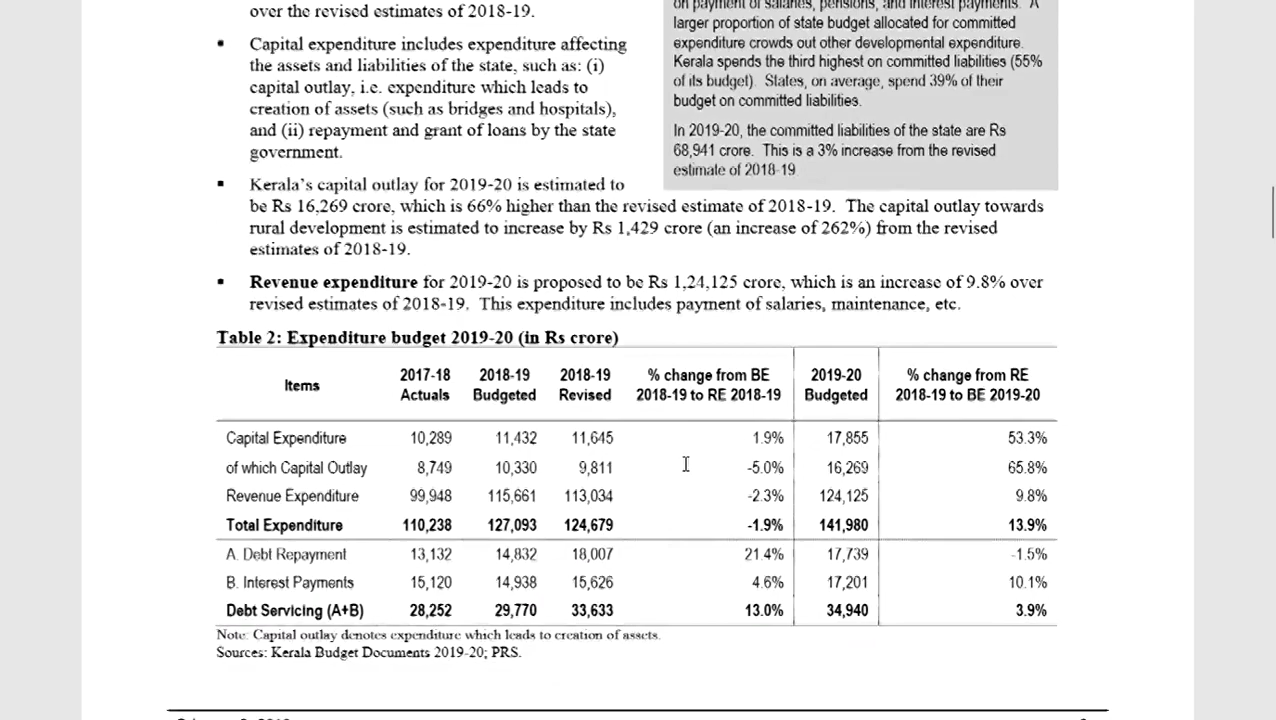 over the revised estimates of 2018-19.
Capital expenditure includes expenditure affecting
the assets and liabilities of the state, such as: (i)
capital outlay, i.e. expenditure which leads to
creation of assets (such as bridges and hospitals),
and (ii) repayment and grant of loans by the state
government.
on payment of salaries, pensions, and interest payments. A
larger proportion of state budget allocated for committed
expenditure crowds out other developmental expenditure.
Kerala spends the third highest on committed liabilities (55%
of its budget). States, on average, spend 39% of their
budget on committed liabilities.
In 2019-20, the committed liabilities of the state are Rs
68,941 crore. This is a 3% increase from the revised
estimate of 2018-19
Kerala's capital outlay for 2019-20 is estimated to
be Rs 16,269 crore, which is 66% higher than the revised estimate of 2018-19. The capital outlay towards
rural development is estimated to increase by Rs 1,429 crore (an increase of 262%) from the revised
estimates of 2018-19.
Revenue expenditure for 2019-20 is proposed to be Rs 1,24,125 crore, which is an increase of 9.8% over
revised estimates of 2018-19. This expenditure includes payment of salaries, maintenance, etc.
Table 2: Expenditure budget 2019-20 (in Rs crore)
Items 2017-18 Actuals 2018-19 Budgeted 2018-19 Revised % change from BE 2018-19 to RE 2018-19 2019-20 Budgeted % change from RE 2018-19 to BE 2019-20
Capital Expenditure 10,289 11,432 11,645 1.9% 17,855 53.3%
of which Capital Outlay 8,749 10,330 9,811 -5.0% 16,269 65.8%
Revenue Expenditure 99,948 115,661 113,034 -2.3% 124,125 9.8%
Total Expenditure 110,238 127,093 124,679 -1.9% 141,980 13.9%
A. Debt Repayment 13,132 14,832 18,007 21.4% 17,739 -1.5%
B. Interest Payments 15,120 14,938 15,626 4.6% 17,201 10.1%
Debt Servicing (A+B) 28,252 29,770 33,633 13.0% 34,940 3.9%
Note: Capital outlay denotes expenditure which leads to creation of assets.
Sources: Kerala Budget Documents 2019-20; PRS.